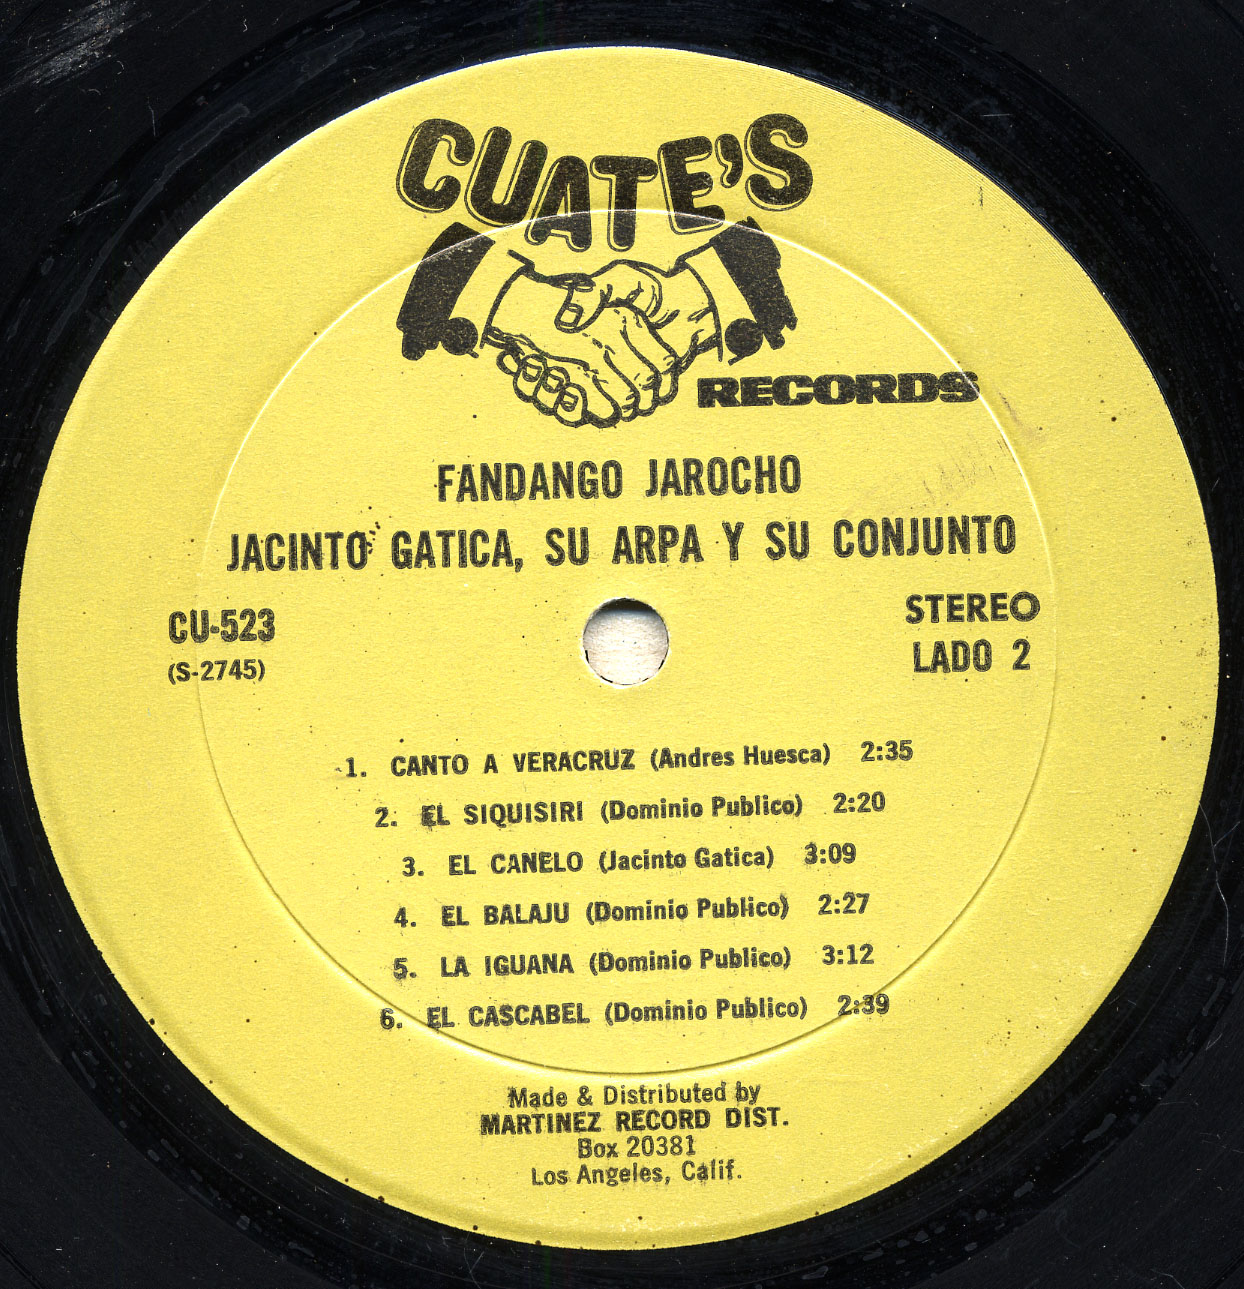 CUATE'S
RECORDS
FANDANGO JAROCHO
JACINTO GATICA, SU ARPA Y SU CONJUNTO
CU-523
(S-2745)
STEREO
LADO 2
1. CANTO A VERACRUZ (Andres Huesca) 2:35
2. EL SIQUISIRI (Dominio Publico) 2:20
3. EL CANELO (Jacinto Gatica) 3:09
4. EL BALAJU (Dominio Publico) 2:27
5. LA IGUANA (Dominio Publico) 3:12
6. EL CASCABEL (Dominio Publico) 2:39
Made & Distributed by
MARTINEZ RECORD DIST.
Box 20381
Los Angeles, Calif.